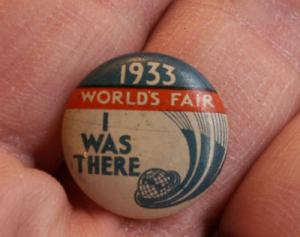 1933
WORLD'S FAIR
I
WAS
THERE